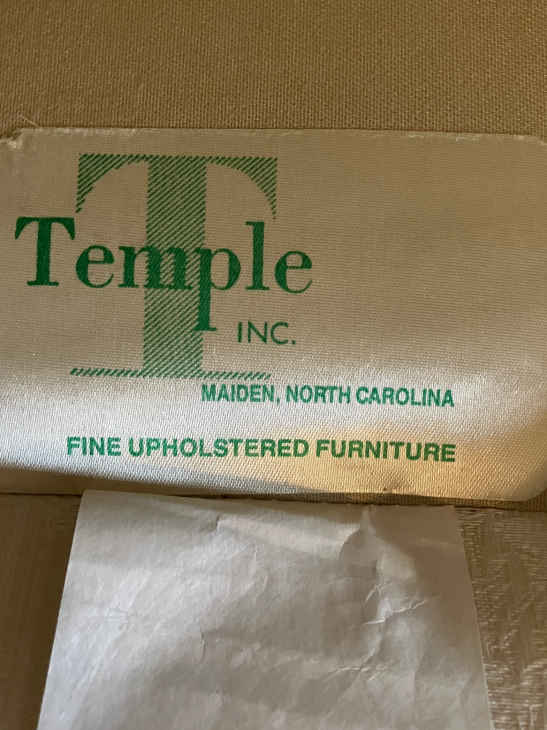 T
Temple
INC.
MAIDEN, NORTH CAROLINA
FINE UPHOLSTERED FURNITURE